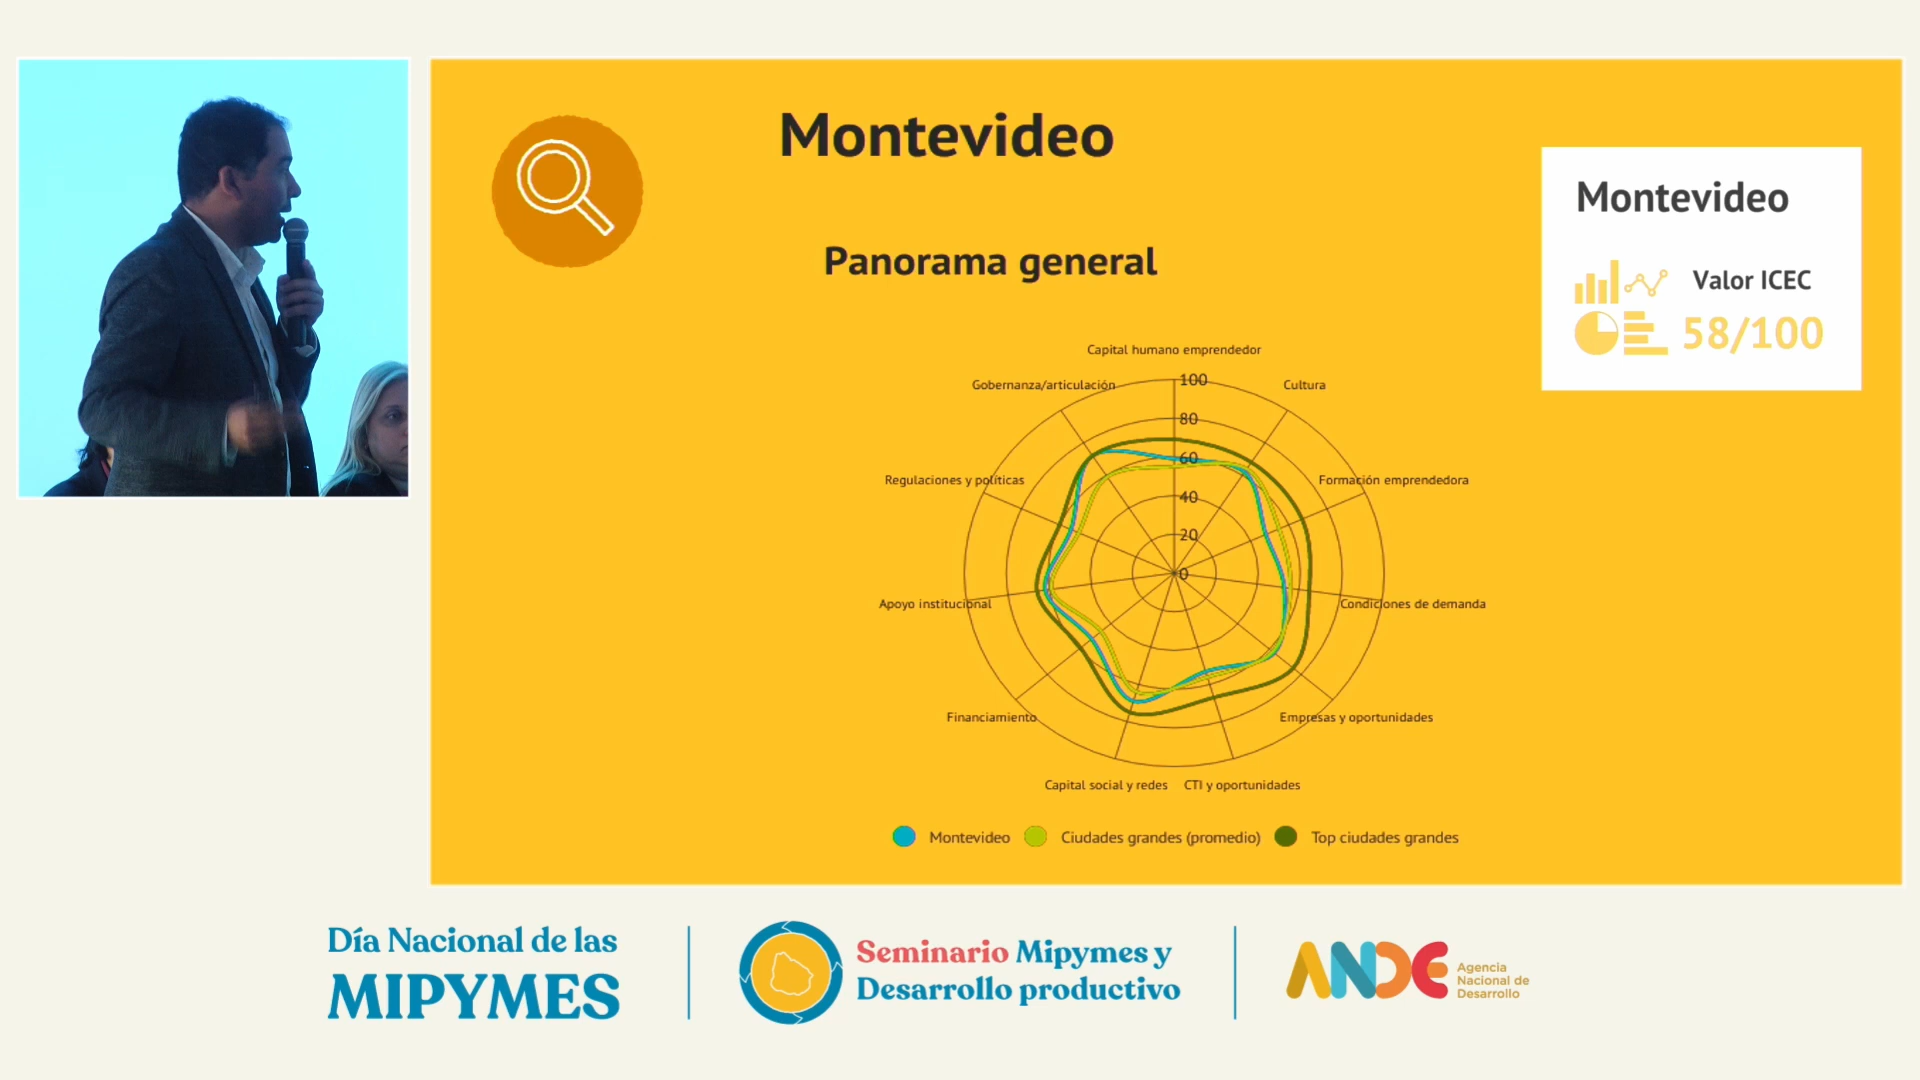 Montevideo
Panorama general
Montevideo
Valor ICEC
58/100
Capital humano emprendedor
Gobernanza/articulación
100
Cultura
80
60
Regulaciones y políticas
Formación emprendedora
40
20
0
Apoyo institucional
Condiciones de demanda
Financiamiento
Empresas y oportunidades
Capital social y redes
CTI y oportunidades
Montevideo
Ciudades grandes (promedio)
Top ciudades grandes
Día Nacional de las
MIPYMES
Seminario Mipymes y
Desarrollo productivo
ANDE
Agencia
Nacional de
Desarrollo